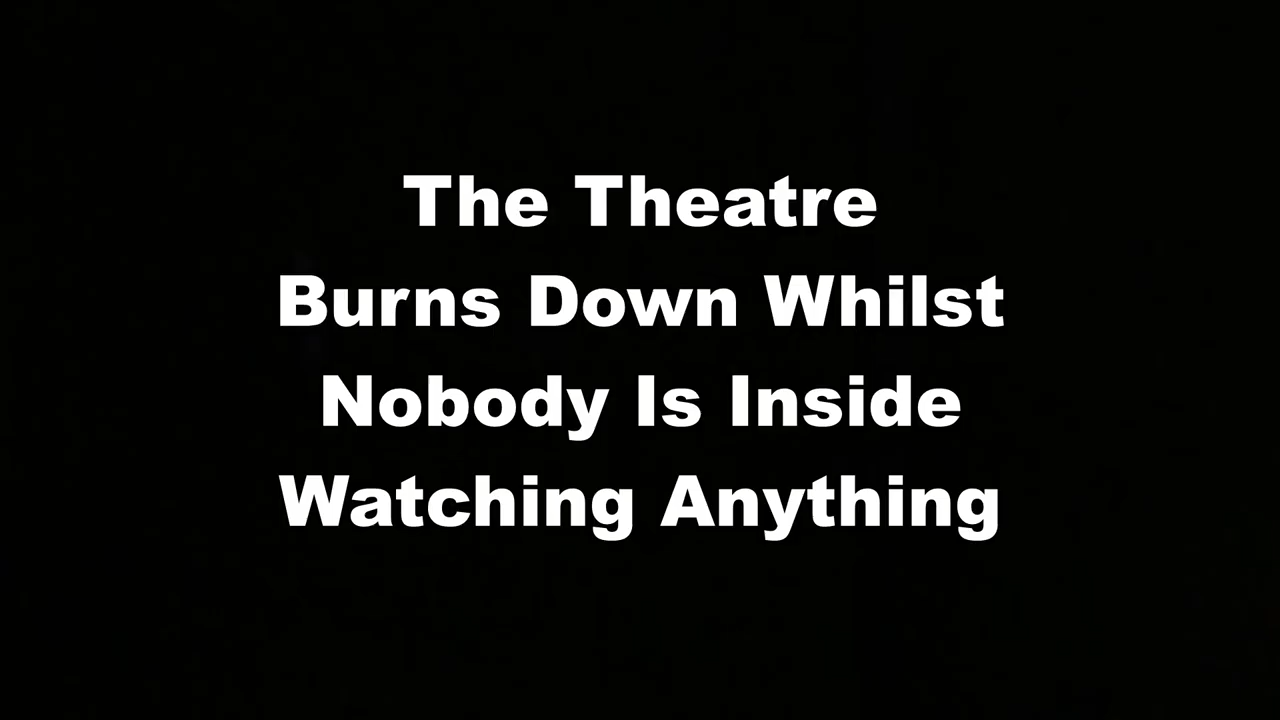 The Theatre
Burns Down Whilst
Nobody Is Inside
Watching Anything